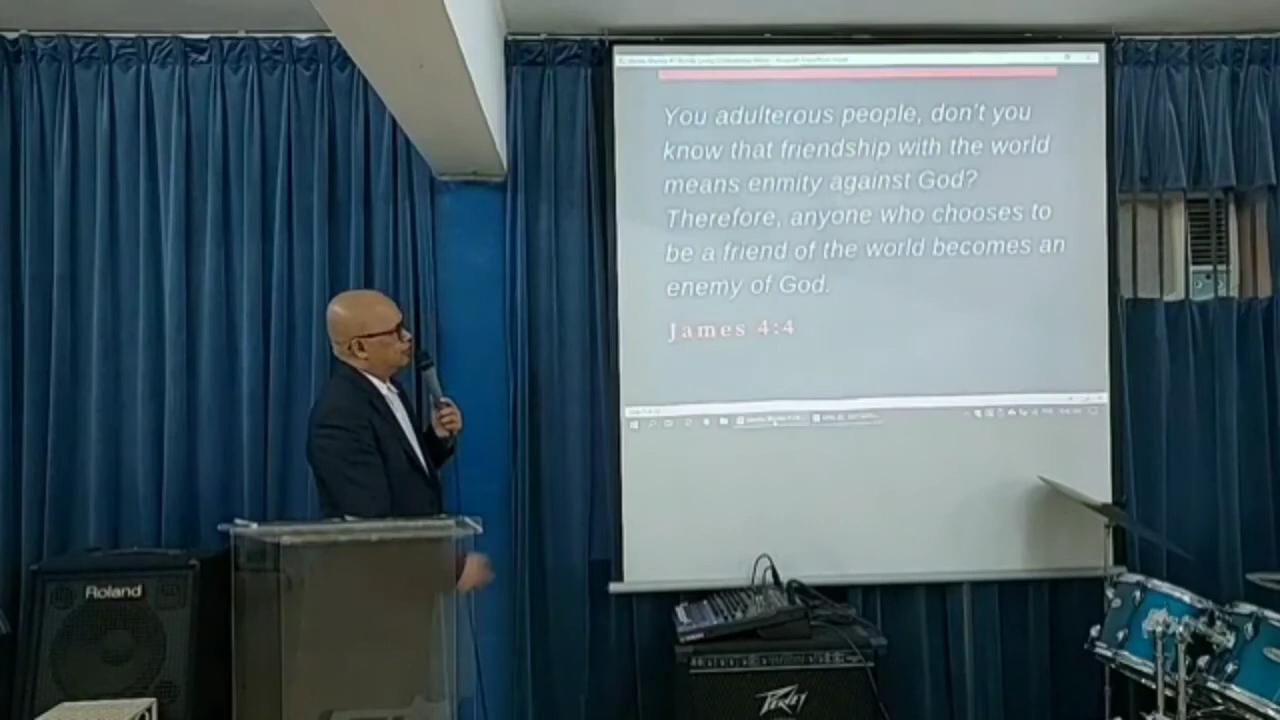 You adulterous people, don't you
know that friendship with the world
means enmity against God?
Therefore, anyone who chooses to
be a friend of the world becomes an
enemy of God.
James 4:4
Roland
PEAVEY